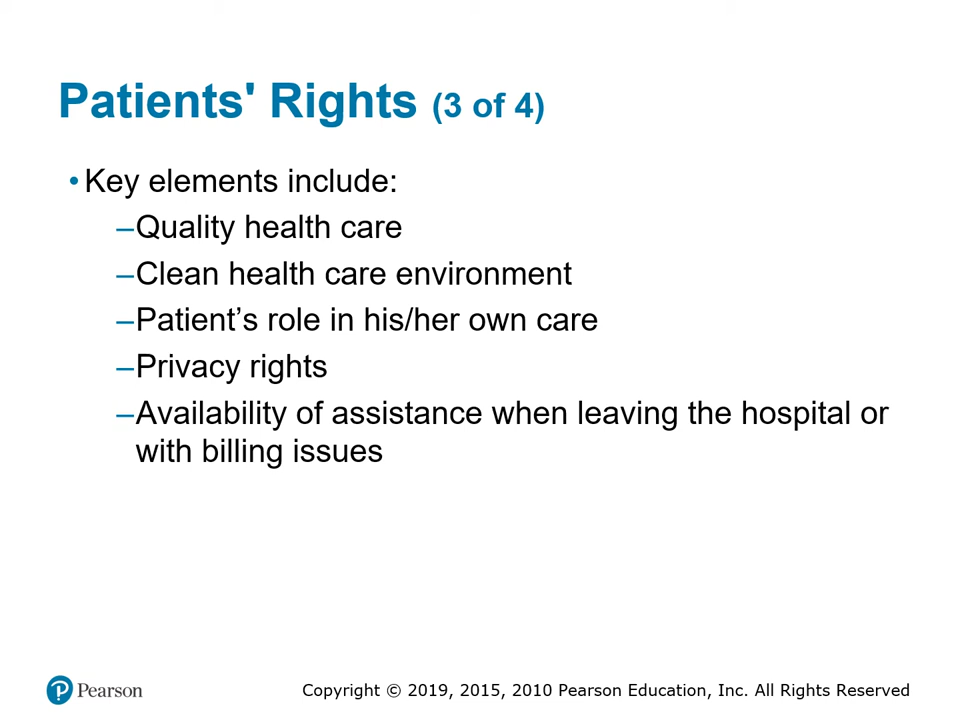 Patients' Rights (3 of 4)
•Key elements include:
–Quality health care
–Clean health care environment
–Patient’s role in his/her own care
–Privacy rights
–Availability of assistance when leaving the hospital or
with billing issues
Pearson
Copyright © 2019, 2015, 2010 Pearson Education, Inc. All Rights Reserved